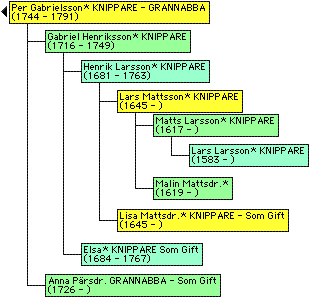 Per Gabrielsson* KNIPPARE - GRANNABBA
(1744 - 1791)
Gabriel Henriksson* KNIPPARE
(1716 - 1749)
Henrik Larsson* KNIPPARE
(1681 - 1763)
Lars Mattsson* KNIPPARE
(1645 - )
Matts Larsson* KNIPPARE
(1617 - )
Lars Larsson* KNIPPARE
(1583 - )
Malin Mattsdr.*
(1619 - )
Lisa Mattsdr.* KNIPPARE - Som Gift
(1645 - )
Elsa* KNIPPARE Som Gift
(1684 - 1767)
Anna Pärsdr. GRANNABBA - Som Gift
(1726 - )